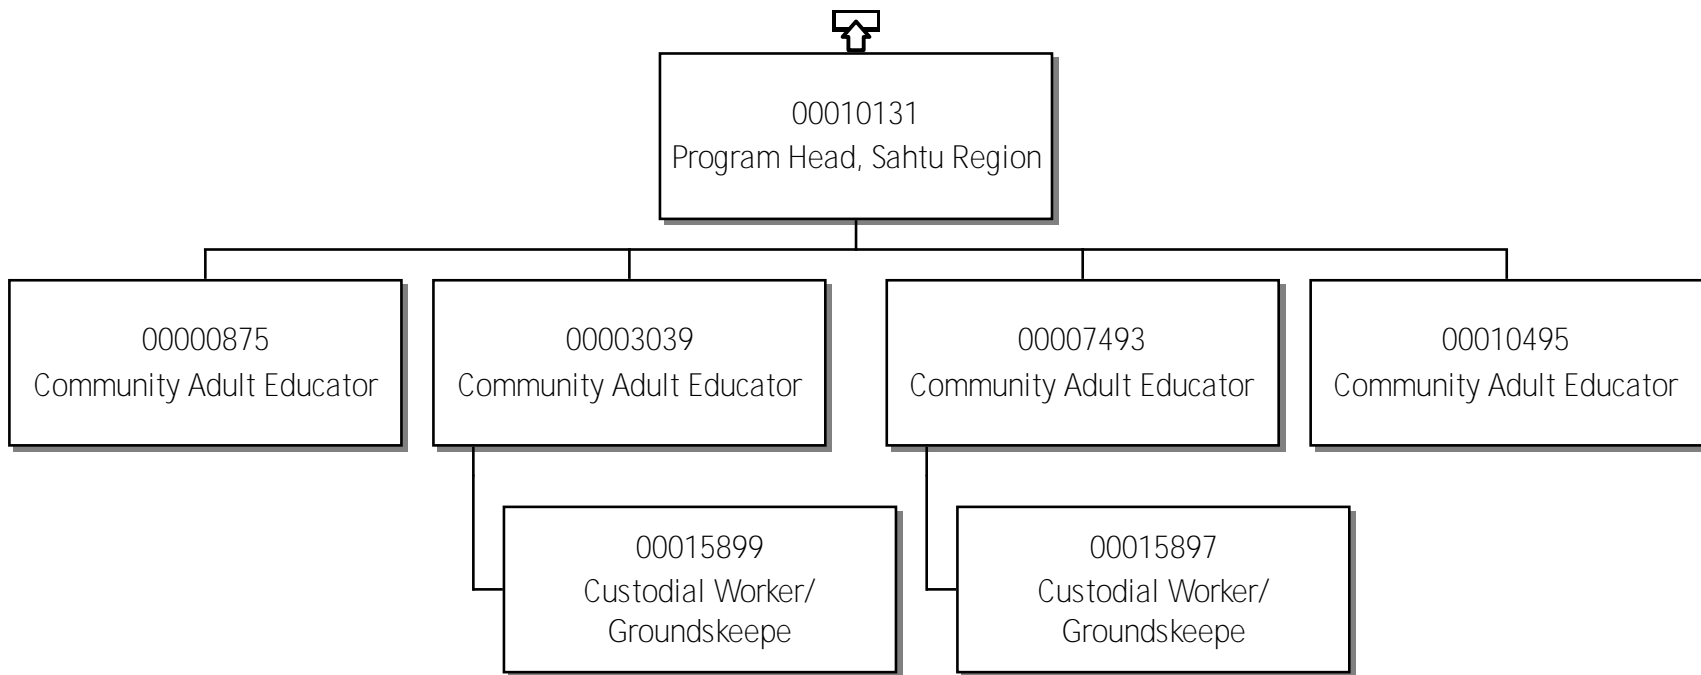 00010131
Program Head, Sahtu Region
00000875
Community Adult Educator
00003039
Community Adult Educator
00007493
Community Adult Educator
00010495
Community Adult Educator
00015899
Custodial Worker/
Groundskeepe
00015897
Custodial Worker/
Groundskeepe